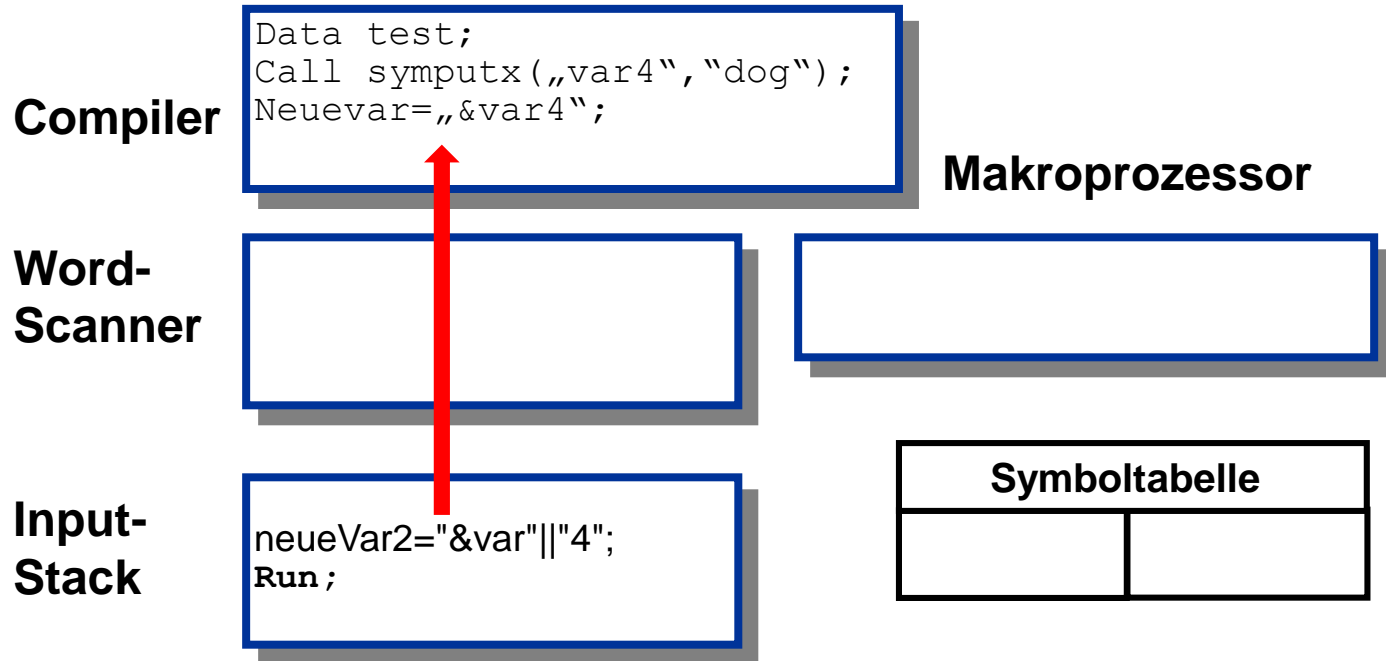 Data test;
Call symputx(„var4“,“dog“);
Neuevar=„&var4“;
Compiler
Makroprozessor
Word-
Scanner
Symboltabelle
Input-
Stack
neueVar2="&var"||"4";
Run;